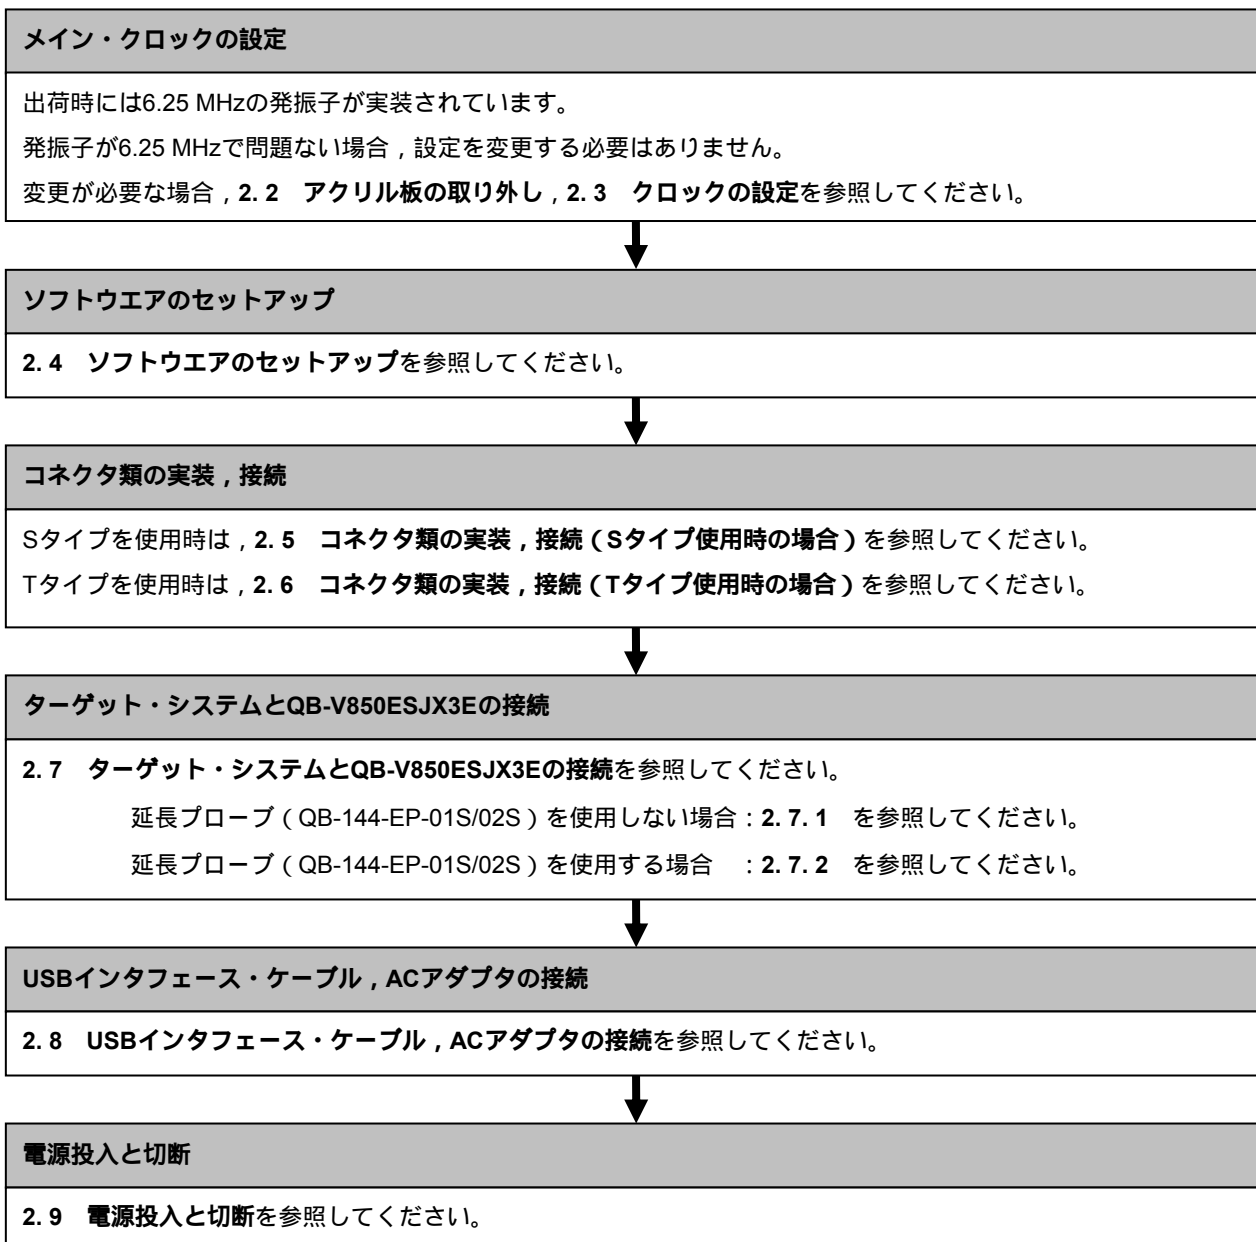 メイン・クロックの設定
出荷時には6.25 MHzの発振子が実装されています。
発振子が6.25 MHzで問題ない場合，設定を変更する必要はありません。
変更が必要な場合，2. 2　アクリル板の取り外し，2. 3　クロックの設定を参照してください。
ソフトウエアのセットアップ
2. 4　ソフトウエアのセットアップを参照してください。
コネクタ類の実装，接続
Sタイプを使用時は，2. 5　コネクタ類の実装，接続（Sタイプ使用時の場合）を参照してください。
Tタイプを使用時は，2. 6　コネクタ類の実装，接続（Tタイプ使用時の場合）を参照してください。
ターゲット・システムとQB-V850ESJX3Eの接続
2. 7　ターゲット・システムとQB-V850ESJX3Eの接続を参照してください。
延長プローブ（QB-144-EP-01S/02S）を使用しない場合：2. 7. 1　を参照してください。
延長プローブ（QB-144-EP-01S/02S）を使用する場合　：2. 7. 2　を参照してください。
USBインタフェース・ケーブル，ACアダプタの接続
2. 8　USBインタフェース・ケーブル，ACアダプタの接続を参照してください。
電源投入と切断
2. 9　電源投入と切断を参照してください。